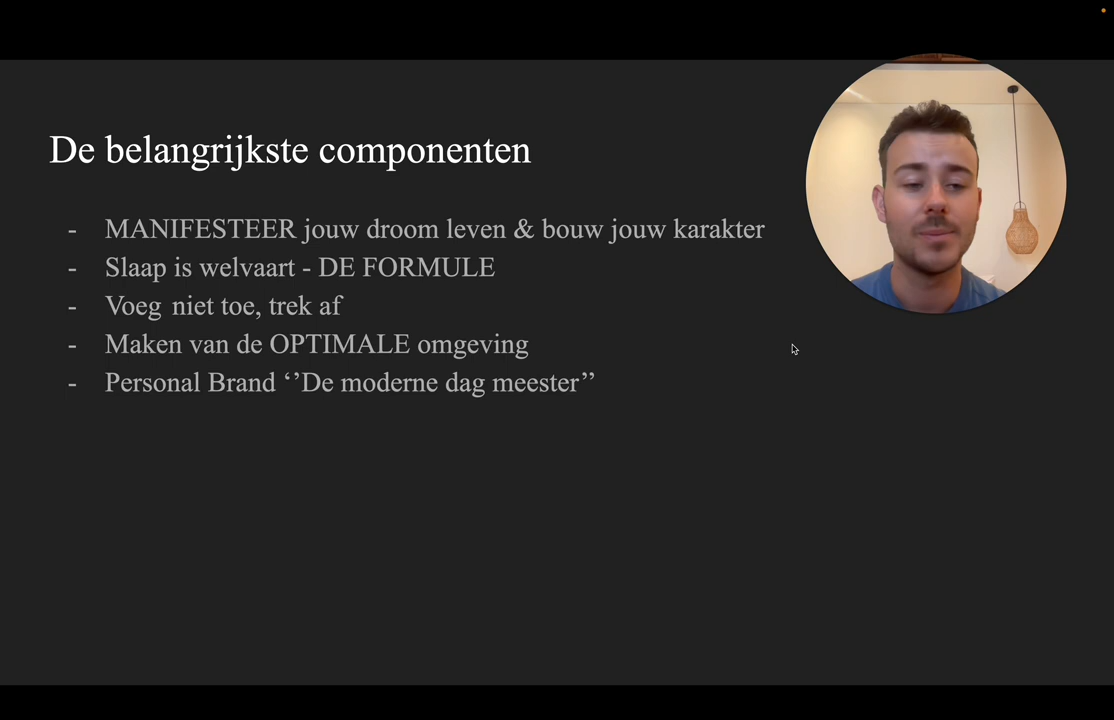 De belangrijkste componenten
- MANIFESTEER jouw droom leven & bouw jouw karakter
- Slaap is welvaart - DE FORMULE
- Voeg niet toe, trek af
- Maken van de OPTIMALE omgeving
- Personal Brand ‘’De moderne dag meester’’